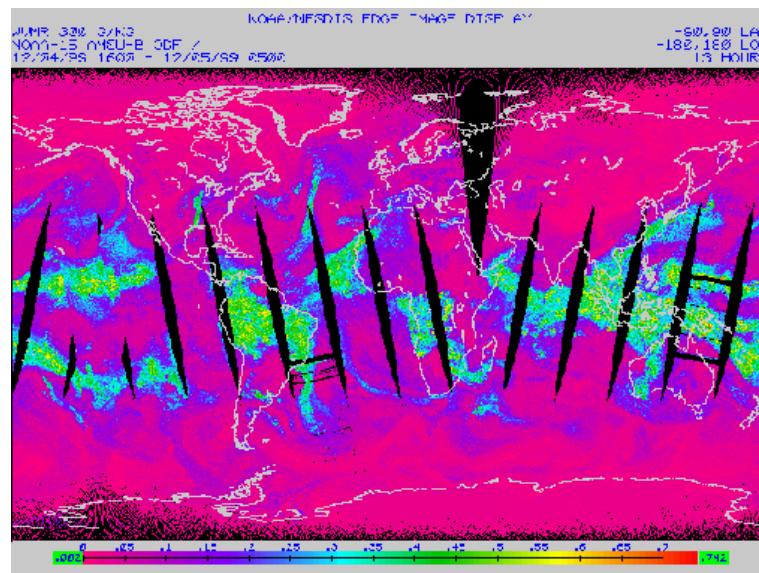 NOAA/NESDIS EDGE IMAGE DISPLAY
300 G/KG
-90,90 LA
NOAA-15 AMSU-B
-180,180 LO
12/04/99 1600 - 12/05/99 0500
13 HOUR
0 .05 .1 .15 .2 .25 .3 .35 .4 .45 .5 .55 .6 .65 .7
.002 .742